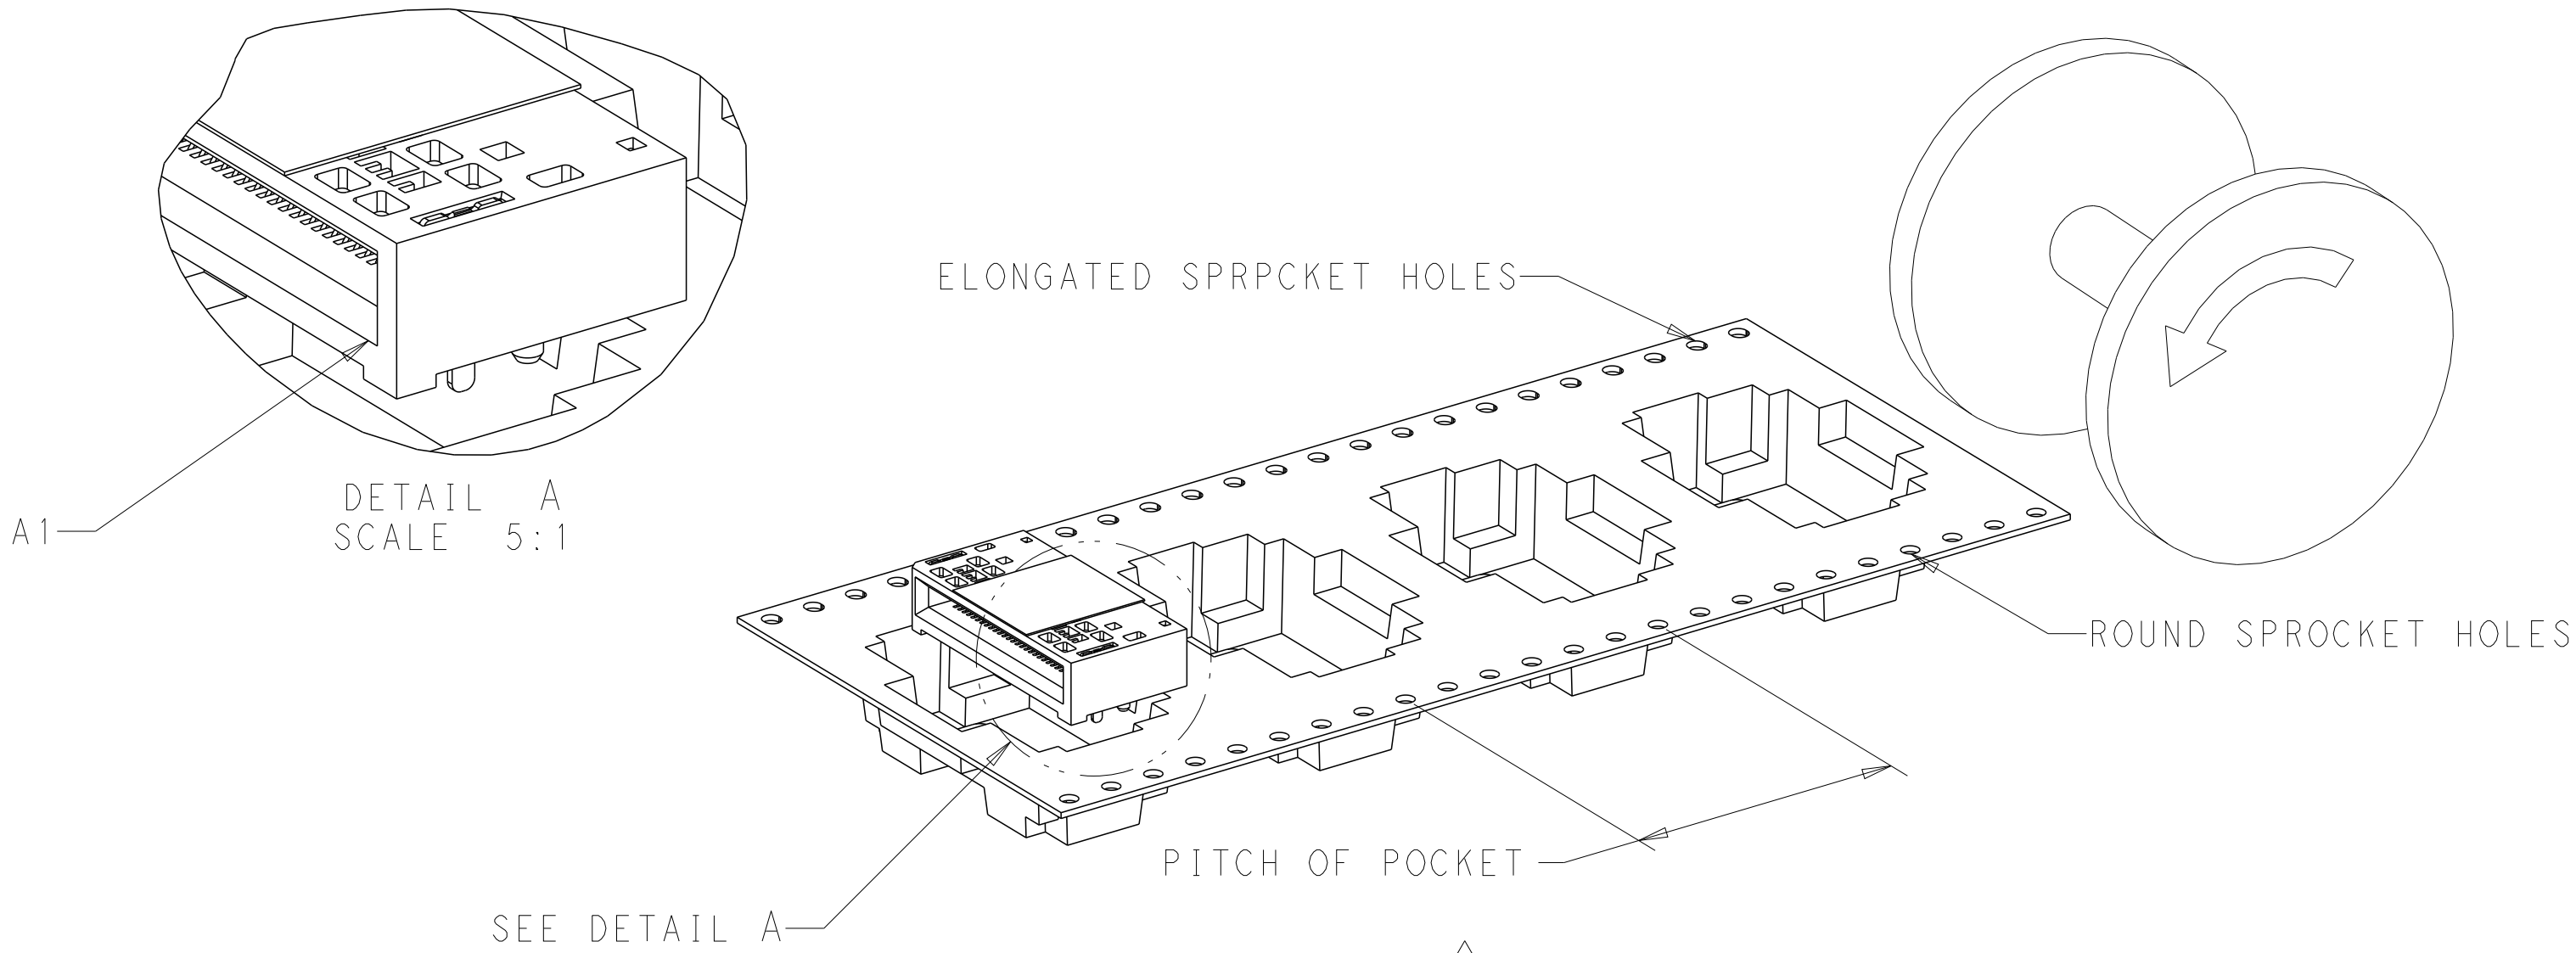 ELONGATED SPRPCKET HOLES
DETAIL A
SCALE 5:1
A1
ROUND SPROCKET HOLES
PITCH OF POCKET
SEE DETAIL A